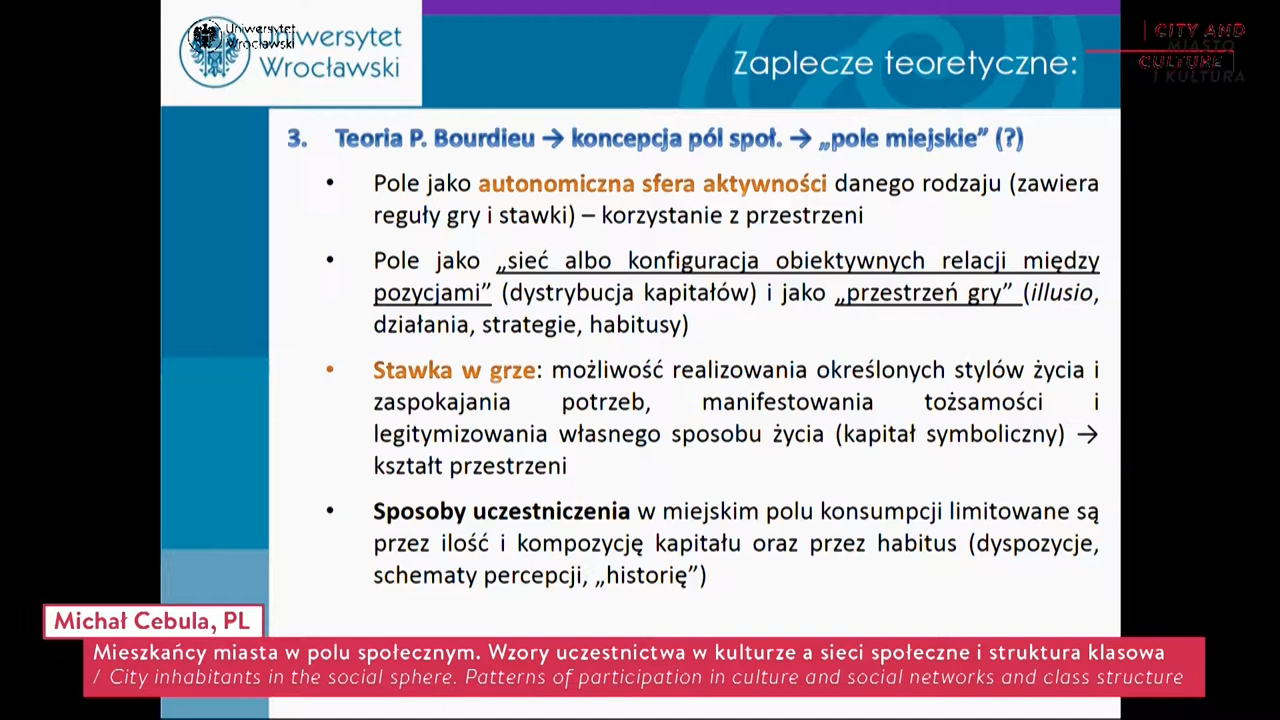 Uniwersytet
Wrocławski
Uniwersytet
Wrocławski
Zaplecze teoretyczne:
CITY AND
MIASTO
CULTURE
I KULTURA
3. Teoria P. Bourdieu → koncepcja pól społ. → „pole miejskie” (?)
• Pole jako autonomiczna sfera aktywności danego rodzaju (zawiera
reguły gry i stawki) – korzystanie z przestrzeni
• Pole jako „sieć albo konfiguracja obiektywnych relacji między
pozycjami” (dystrybucja kapitałów) i jako „przestrzeń gry” (illusio,
działania, strategie, habitusy)
• Stawka w grze: możliwość realizowania określonych stylów życia i
zaspokajania potrzeb, manifestowania tożsamości i
legitymizowania własnego sposobu życia (kapitał symboliczny) →
kształt przestrzeni
• Sposoby uczestniczenia w miejskim polu konsumpcji limitowane są
przez ilość i kompozycję kapitału oraz przez habitus (dyspozycje,
schematy percepcji, „historię”)
Michał Cebula, PL
Mieszkańcy miasta w polu społecznym. Wzory uczestnictwa w kulturze a sieci społeczne i struktura klasowa
/ City inhabitants in the social sphere. Patterns of participation in culture and social networks and class structure